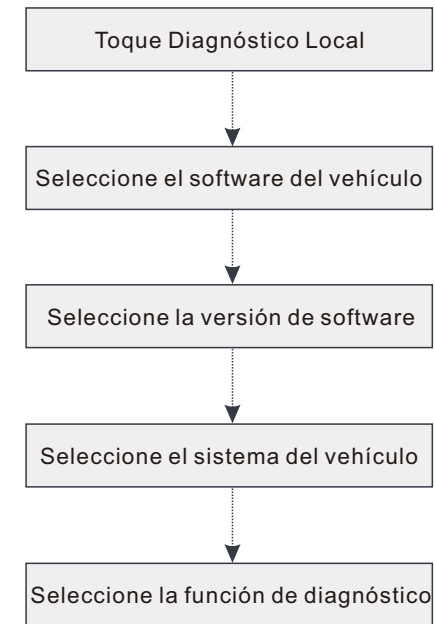 Toque Diagnóstico Local
Seleccione el software del vehículo
Seleccione la versión de software
Seleccione el sistema del vehículo
Seleccione la función de diagnóstico